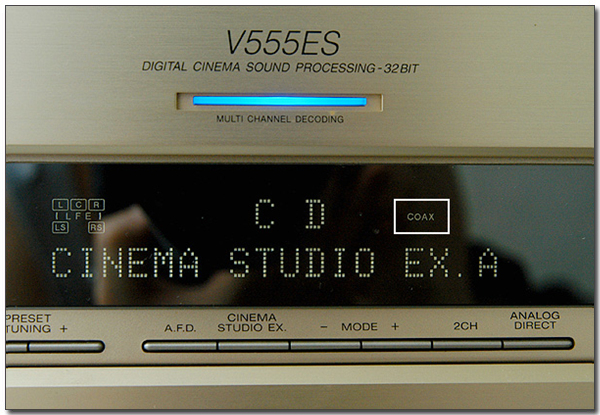 V555ES
DIGITAL CINEMA SOUND PROCESSING-32BIT
MULTI CHANNEL DECODING
L C R
LFE
LS RS
CD
COAX
CINEMA STUDIO EX.A
PRESET
TUNING +
A.F.D.
CINEMA
STUDIO EX.
- MODE +
2CH
ANALOG
DIRECT